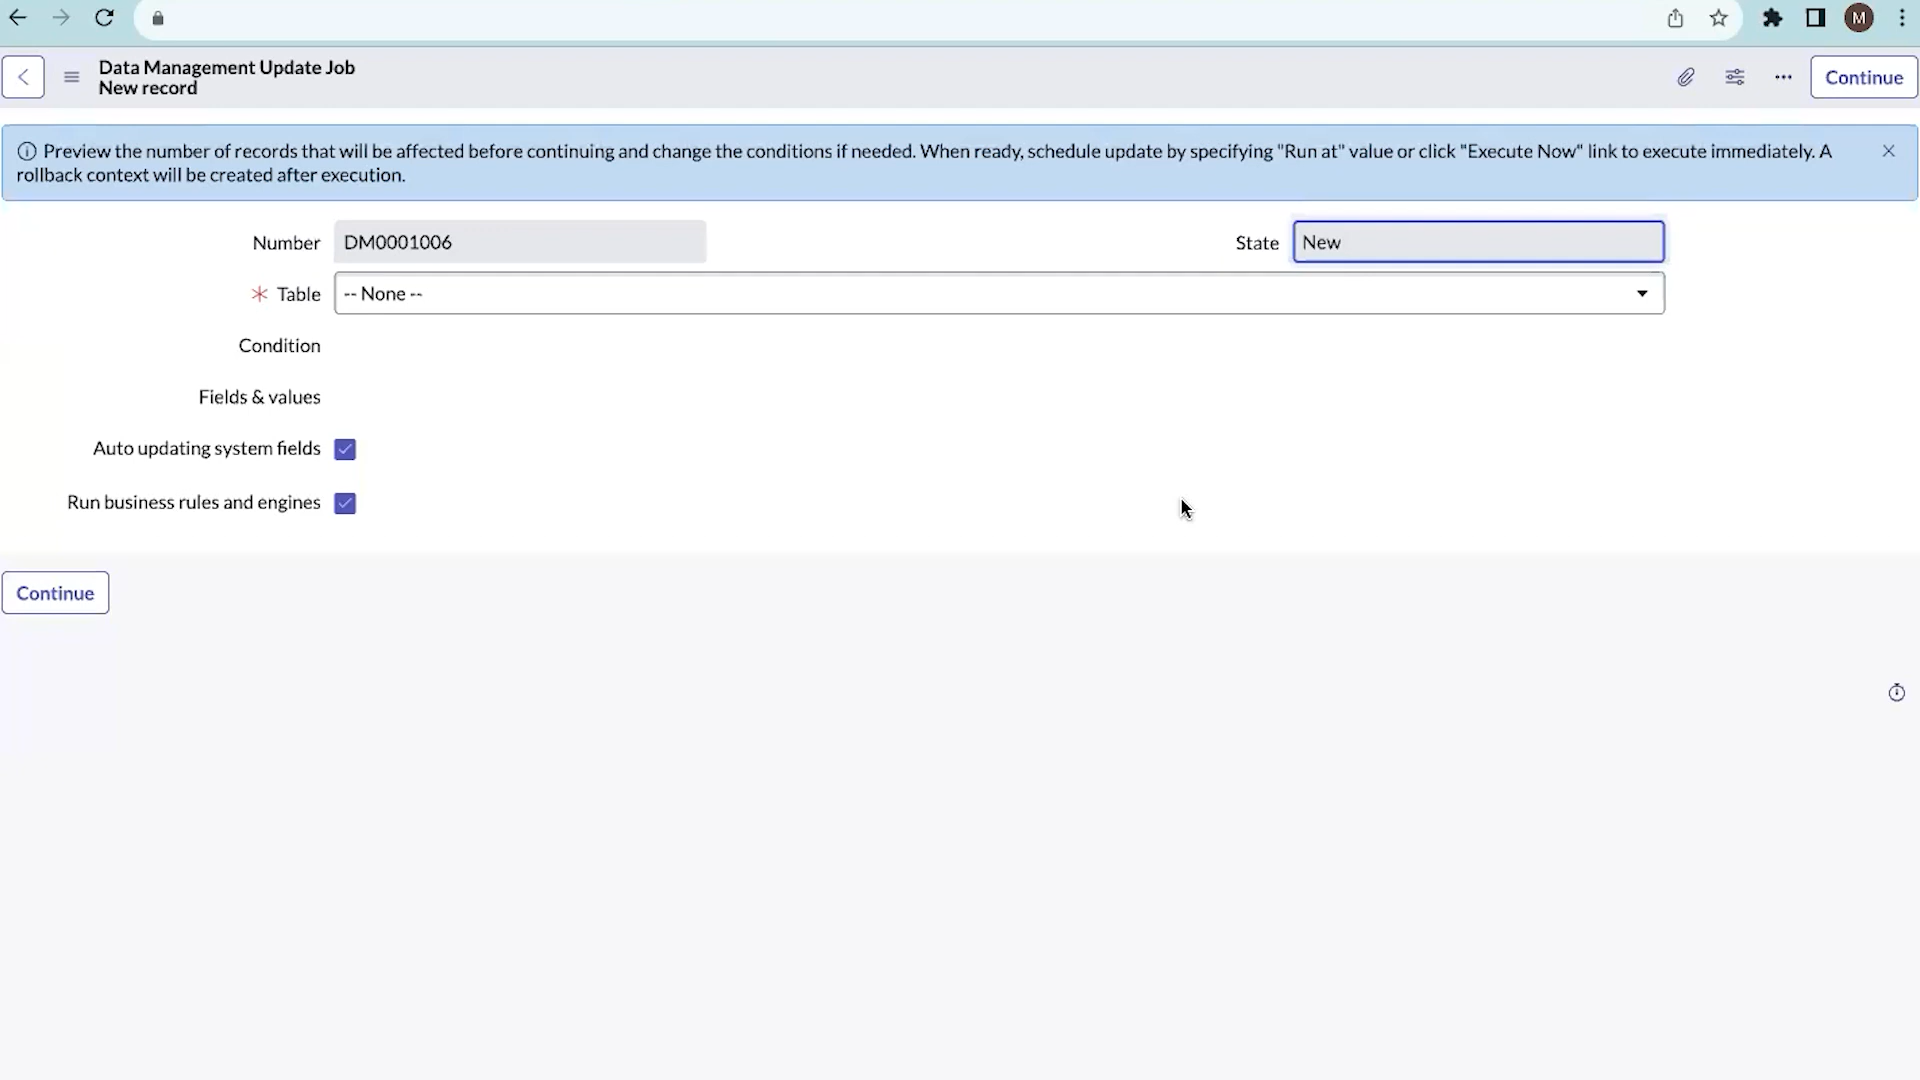 M
Data Management Update Job
New record
Continue
Preview the number of records that will be affected before continuing and change the conditions if needed. When ready, schedule update by specifying "Run at" value or click "Execute Now" link to execute immediately. A
rollback context will be created after execution.
Number DM0001006 State New
Table -- None --
Condition
Fields & values
Auto updating system fields
Run business rules and engines
Continue